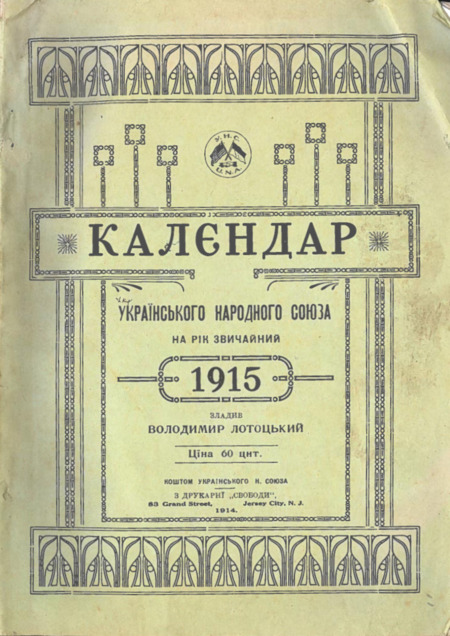 У.Н.С.
U.N.A.
КАЛЄНДАР
УКРАЇНСЬКОГО НАРОДНОГО СОЮЗА
НА РІК ЗВИЧАЙНИЙ
1915
ЗЛАДИВ
ВОЛОДИМИР ЛОТОЦЬКИЙ
Ціна 60 цнт.
КОШТОМ УКРАЇНСЬКОГО Н. СОЮЗА
З ДРУКАРНЇ „СВОБОДИ".
83 Grand Street, Jersey City, N. J.
1914.